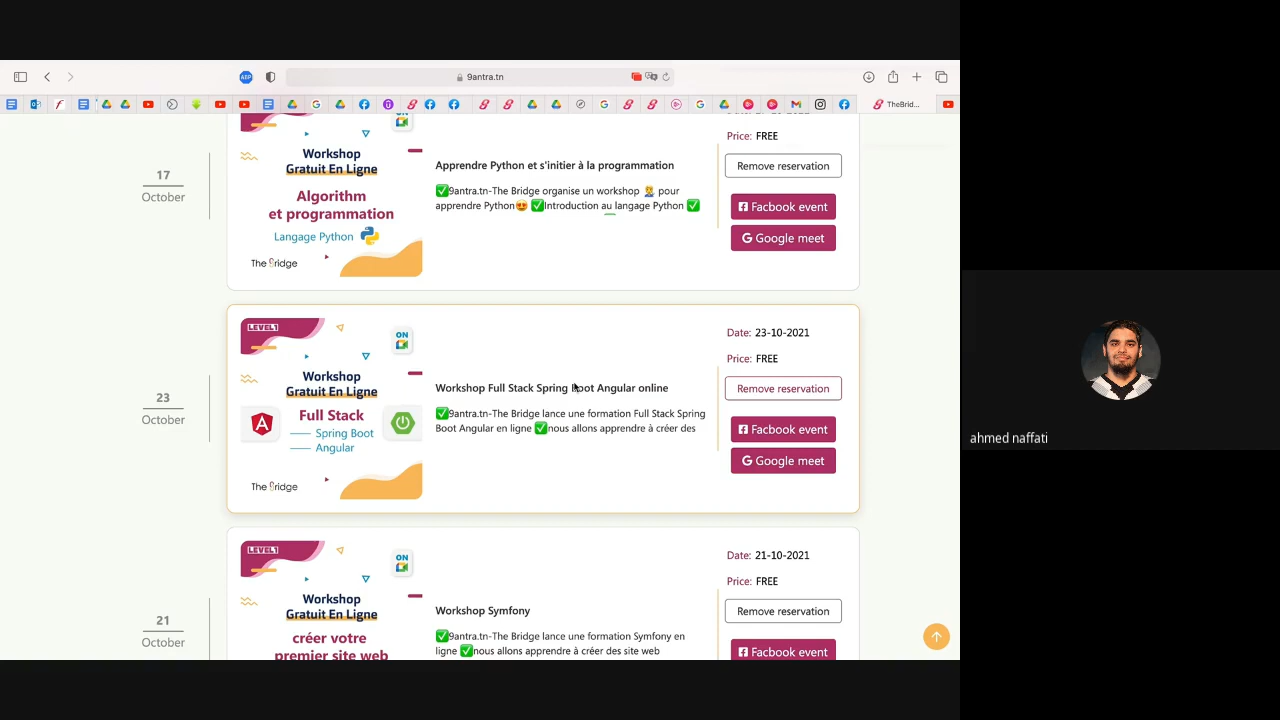 9antra.tn
TheBrid...
17
October
ON
Workshop
Gratuit En Ligne
Algorithm
et programmation
Langage Python
The Bridge
Apprendre Python et s'initier à la programmation
✅9antra.tn-The Bridge organise un workshop 👨‍🏫 pour
apprendre Python😍 ✅Introduction au langage Python ✅
Price: FREE
Remove reservation
Facbook event
Google meet
23
October
LEVEL1
ON
Workshop
Gratuit En Ligne
Full Stack
Spring Boot
Angular
The Bridge
Workshop Full Stack Spring Boot Angular online
✅9antra.tn-The Bridge lance une formation Full Stack Spring
Boot Angular en ligne ✅nous allons apprendre à créer des
Date: 23-10-2021
Price: FREE
Remove reservation
Facbook event
Google meet
21
October
LEVEL1
ON
Workshop
Gratuit En Ligne
créer votre
premier site web
Workshop Symfony
✅9antra.tn-The Bridge lance une formation Symfony en
ligne ✅nous allons apprendre à créer des site web
Date: 21-10-2021
Price: FREE
Remove reservation
Facbook event
ahmed naffati